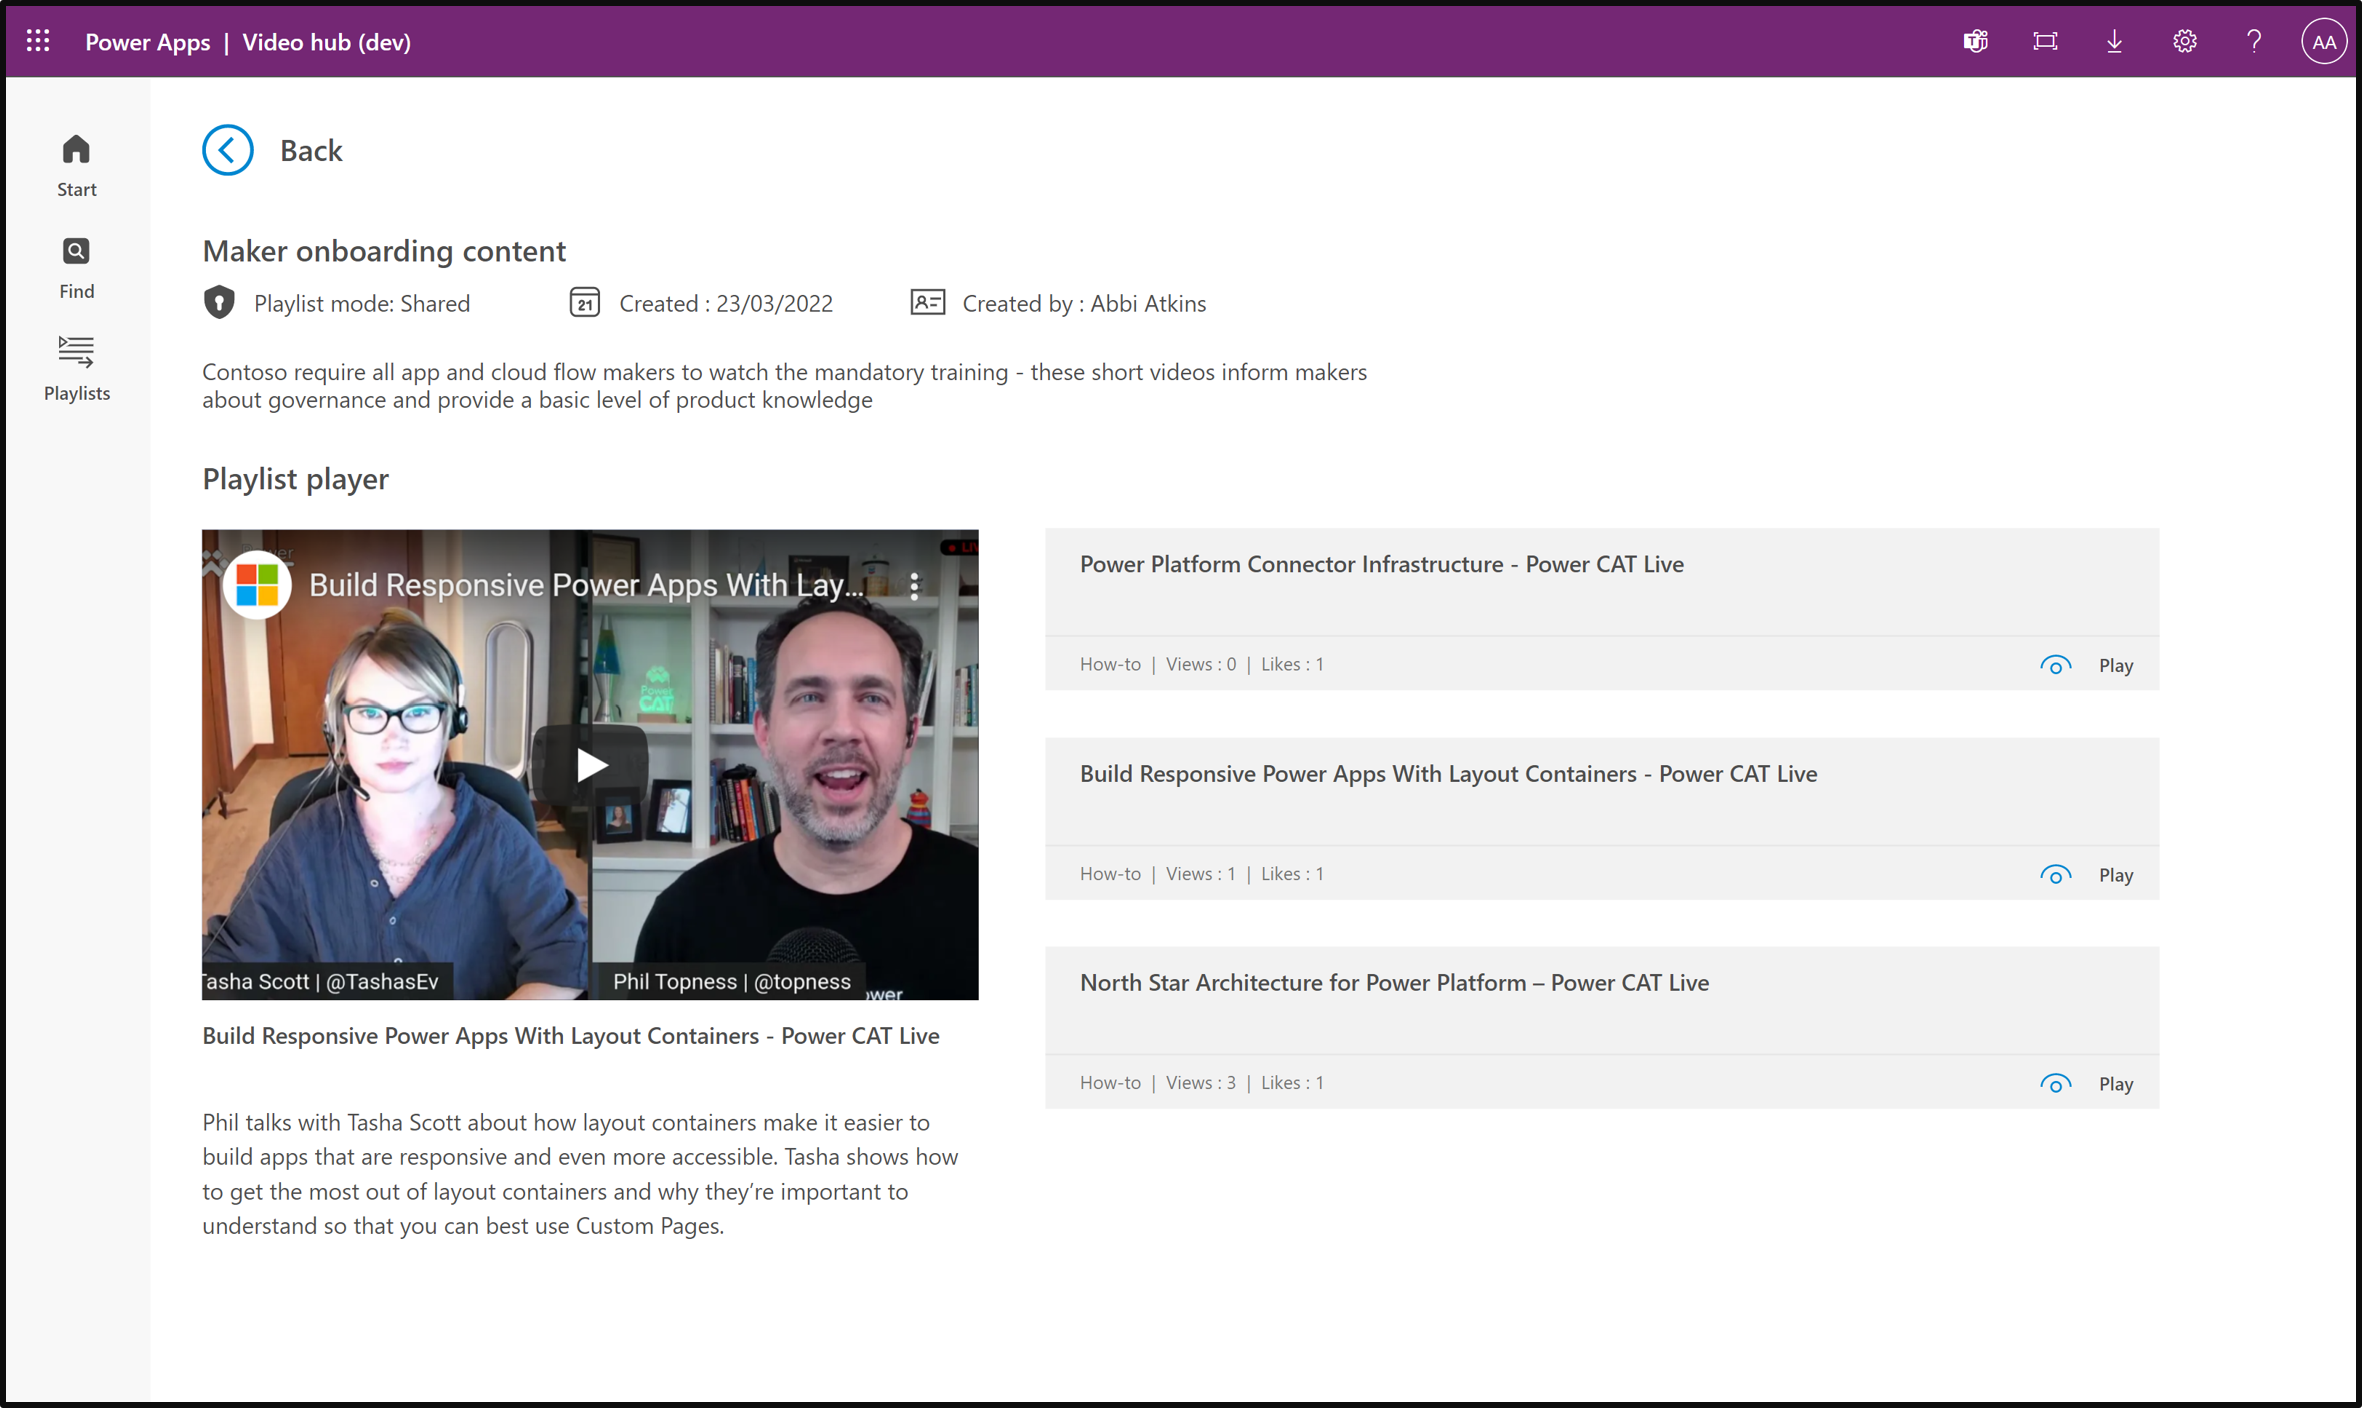 Power Apps | Video hub (dev)
AA
Start
Find
Playlists
Back
Maker onboarding content
Playlist mode: Shared
21
Created : 23/03/2022
Created by : Abbi Atkins
Contoso require all app and cloud flow makers to watch the mandatory training - these short videos inform makers
about governance and provide a basic level of product knowledge
Playlist player
Build Responsive Power Apps With Lay...
Power
CAT
Tasha Scott | @TashasEv
Phil Topness | @topness
Build Responsive Power Apps With Layout Containers - Power CAT Live
Phil talks with Tasha Scott about how layout containers make it easier to
build apps that are responsive and even more accessible. Tasha shows how
to get the most out of layout containers and why they’re important to
understand so that you can best use Custom Pages.
Power Platform Connector Infrastructure - Power CAT Live
How-to | Views : 0 | Likes : 1
Play
Build Responsive Power Apps With Layout Containers - Power CAT Live
How-to | Views : 1 | Likes : 1
Play
North Star Architecture for Power Platform – Power CAT Live
How-to | Views : 3 | Likes : 1
Play